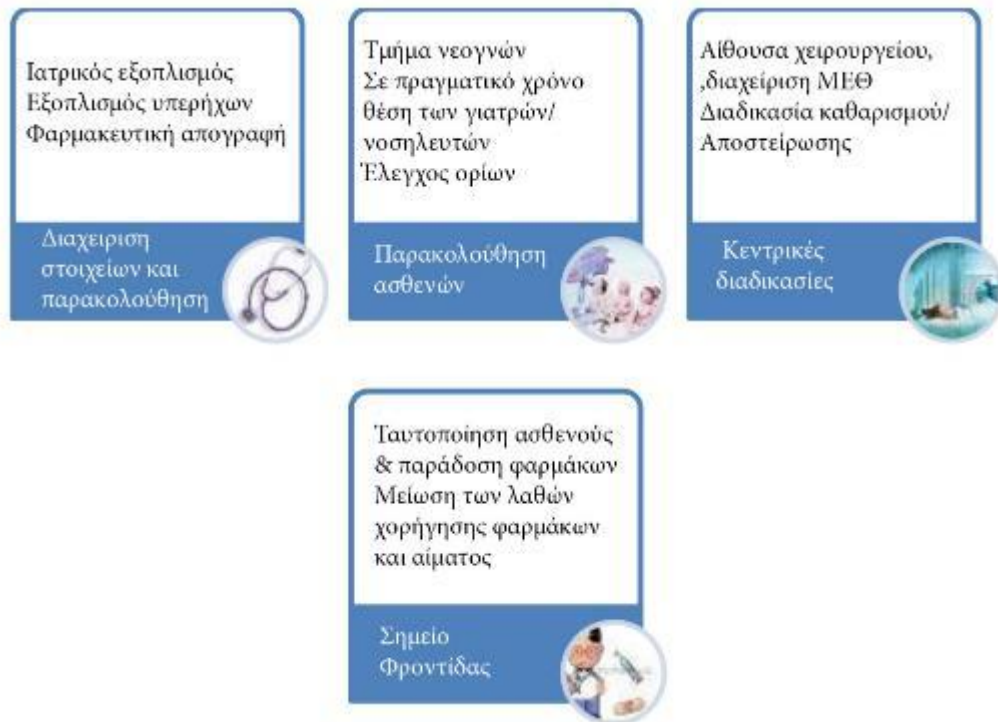 Ιατρικός εξοπλισμός
Εξοπλισμός υπερήχων
Φαρμακευτική απογραφή
Διαχειριση
στοιχείων και
παρακολούθηση
Τμήμα νεογνών
Σε πραγματικό χρόνο
θέση των γιατρών/
νοσηλευτών
Έλεγχος ορίων
Παρακολούθηση
ασθενών
Αίθουσα χειρουργείου,
,διαχείριση ΜΕΘ
Διαδικασία καθαρισμού/
Αποστείρωσης
Κεντρικές
διαδικασίες
Ταυτοποίηση ασθενούς
& παράδοση φαρμάκων
Μείωση των λαθών
χορήγησης φαρμάκων
και αίματος
Σημείο
Φροντίδας